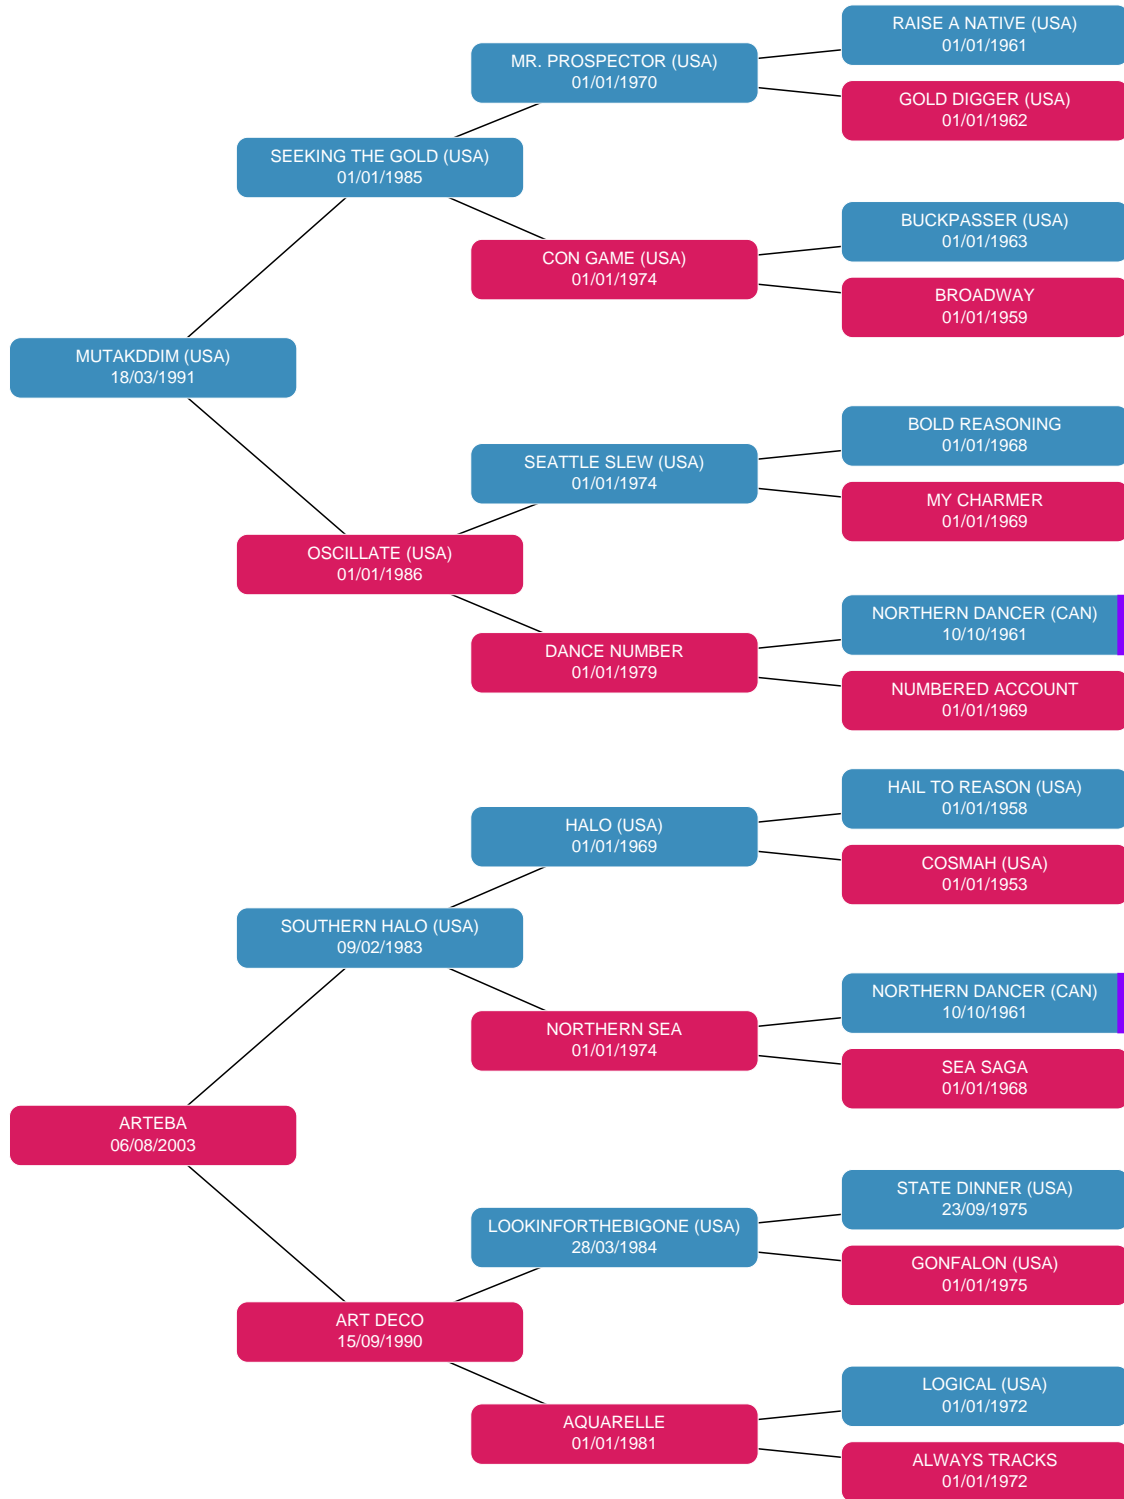 RAISE A NATIVE (USA)
01/01/1961
MR. PROSPECTOR (USA)
01/01/1970
GOLD DIGGER (USA)
01/01/1962
SEEKING THE GOLD (USA)
01/01/1985
BUCKPASSER (USA)
01/01/1963
CON GAME (USA)
01/01/1974
BROADWAY
01/01/1959
MUTAKDDIM (USA)
18/03/1991
BOLD REASONING
01/01/1968
SEATTLE SLEW (USA)
01/01/1974
MY CHARMER
01/01/1969
OSCILLATE (USA)
01/01/1986
NORTHERN DANCER (CAN)
10/10/1961
DANCE NUMBER
01/01/1979
NUMBERED ACCOUNT
01/01/1969
HAIL TO REASON (USA)
01/01/1958
HALO (USA)
01/01/1969
COSMAH (USA)
01/01/1953
SOUTHERN HALO (USA)
09/02/1983
NORTHERN DANCER (CAN)
10/10/1961
NORTHERN SEA
01/01/1974
SEA SAGA
01/01/1968
ARTEBA
06/08/2003
STATE DINNER (USA)
23/09/1975
LOOKINFORTHEBIGONE (USA)
28/03/1984
GONFALON (USA)
01/01/1975
ART DECO
15/09/1990
LOGICAL (USA)
01/01/1972
AQUARELLE
01/01/1981
ALWAYS TRACKS
01/01/1972